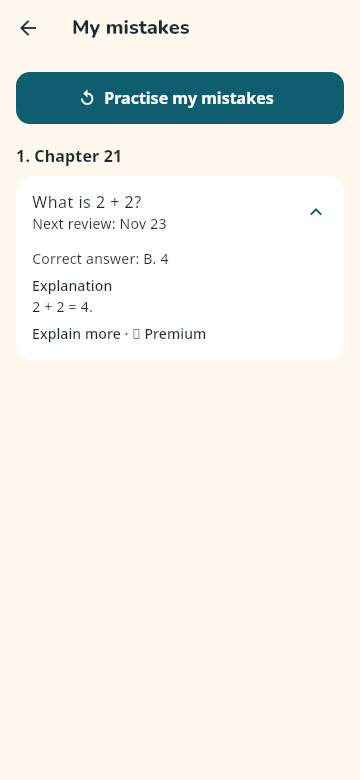 My mistakes
Practise my mistakes
1. Chapter 21
What is 2 + 2?
Next review: Nov 23
Correct answer: B. 4
Explanation
2 + 2 = 4.
Explain more · Premium